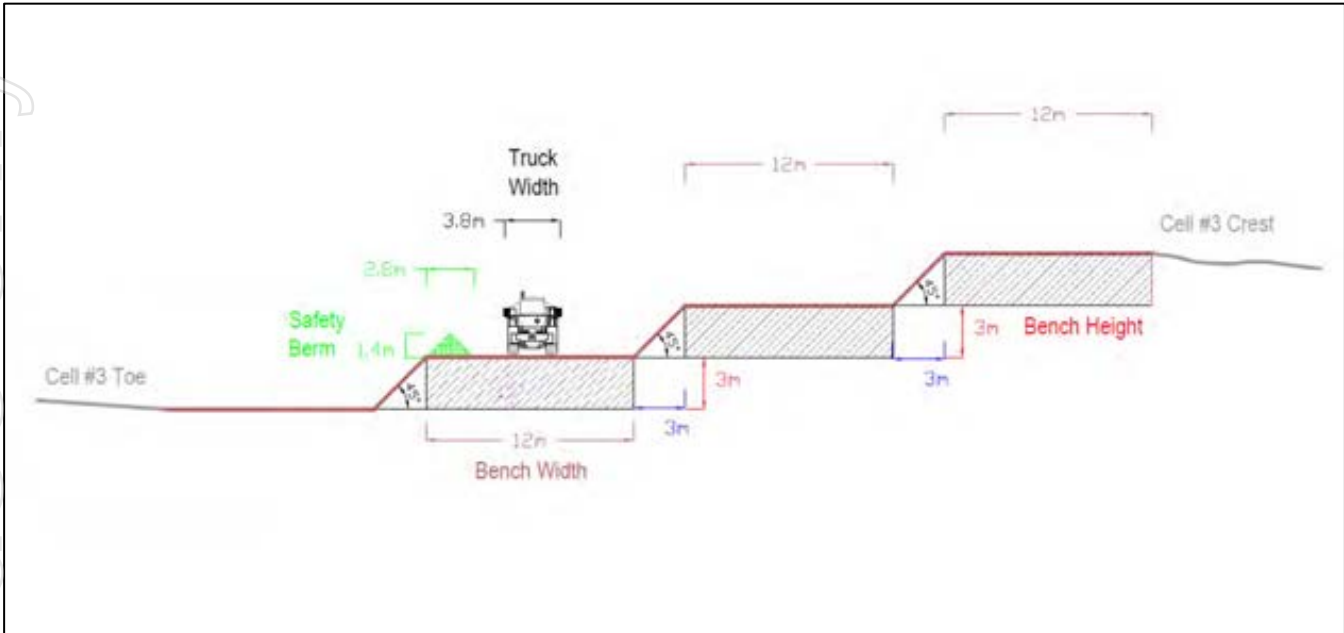 12m
Truck
Width
12m
3.8m
Cell #3 Crest
2.8m
Safety
Berm
1.4m
45°
3m
Bench Height
45°
Cell #3 Toe
3m
3m
45°
3m
12m
Bench Width